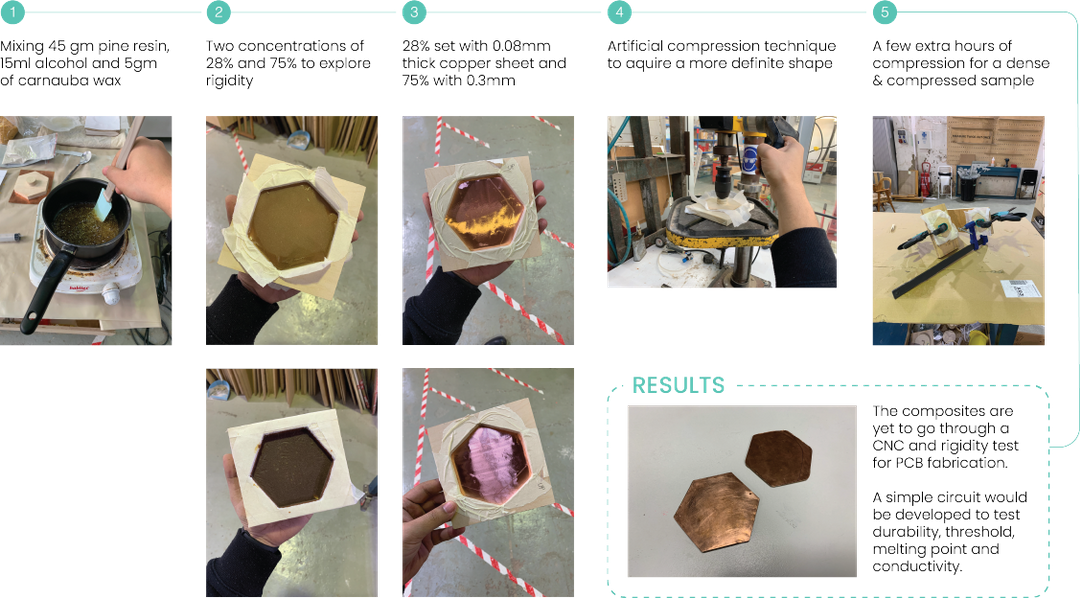 1
Mixing 45 gm pine resin,
15ml alcohol and 5gm
of carnauba wax
2
Two concentrations of
28% and 75% to explore
rigidity
3
28% set with 0.08mm
thick copper sheet and
75% with 0.3mm
4
Artificial compression technique
to aquire a more definite shape
5
A few extra hours of
compression for a dense
& compressed sample
RESULTS
The composites are
yet to go through a
CNC and rigidity test
for PCB fabrication.
A simple circuit would
be developed to test
durability, threshold,
melting point and
conductivity.